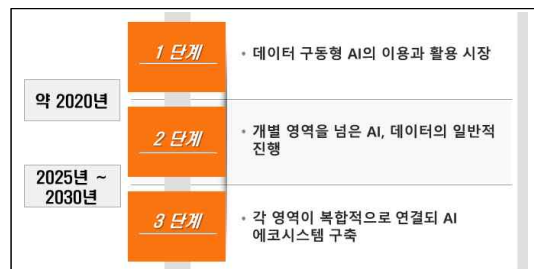 1 단계
• 데이터 구동형 AI의 이용과 활용 시장
약 2020년
2 단계
• 개별 영역을 넘은 AI, 데이터의 일반적
진행
2025년 ~
2030년
3 단계
• 각 영역이 복합적으로 연결되 AI
에코시스템 구축